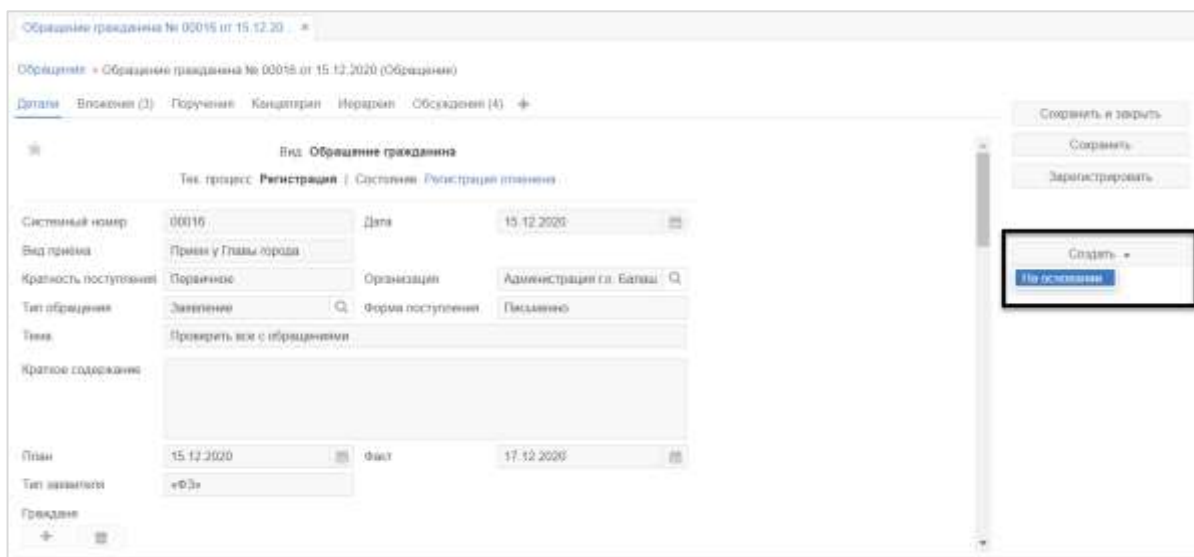 Обращение гражданина № 00016 от 15.12.20...
Обращения » Обращение гражданина № 00016 от 15.12.2020 (Обращение)
Детали Вложения (3) Поручения Канцелярия Иерархия Обсуждения (4)
Сохранить и закрыть
Вид Обращение гражданина
Сохранить
Тек. процесс Регистрация | Состояние Регистрация отменена
Зарегистрировать
Системный номер 00016 Дата 15.12.2020
Вид приёма Прием у Главы города
Создать
Кратность поступления Первичное Организация Администрация г.о. Балаш
На основании
Тип обращения Заявление Форма поступления Письменно
Тема Проверить все с обращениями
Краткое содержание
План 15.12.2020 Факт 17.12.2020
Тип заявителя «ФЗ»
Граждане